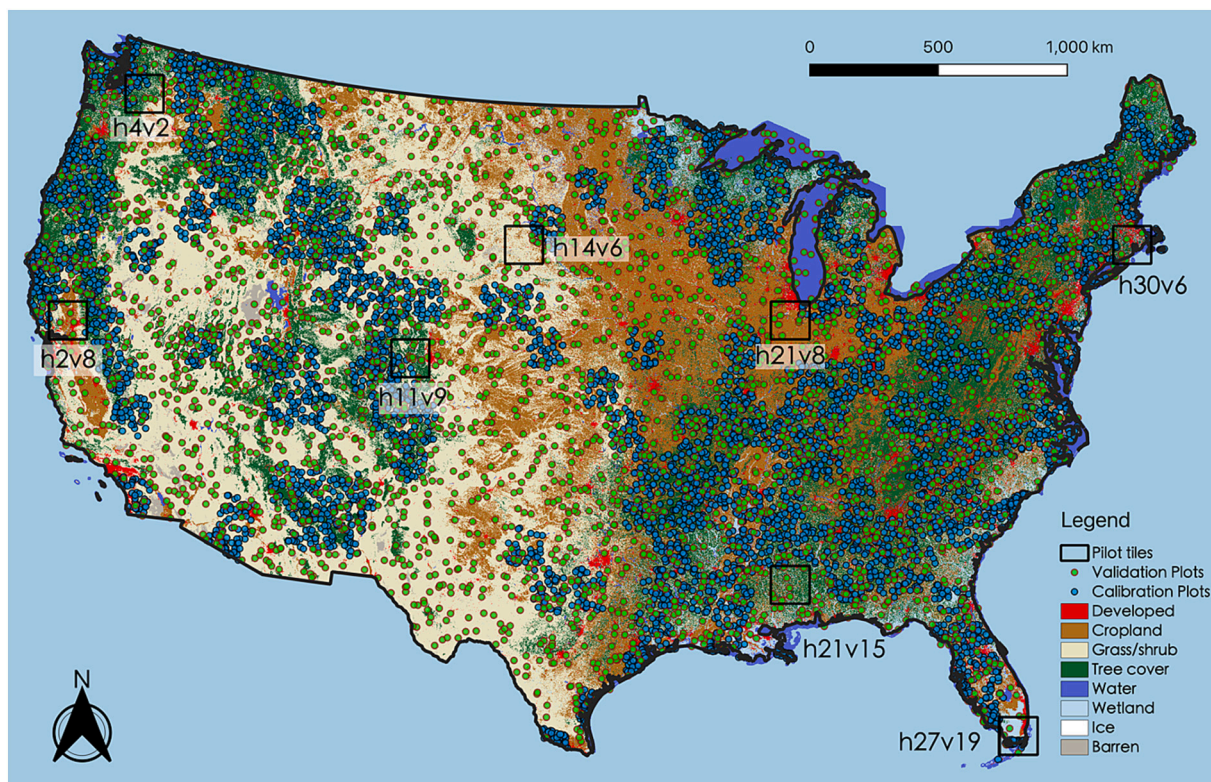 0 500 1,000 km
h4v2
h14v6
h30v6
h2v8
h21v8
h11v9
Legend
Pilot tiles
Validation Plots
Calibration Plots
Developed
Cropland
Grass/shrub
h21v15
Tree cover
N
Water
Wetland
Ice
h27v19
Barren